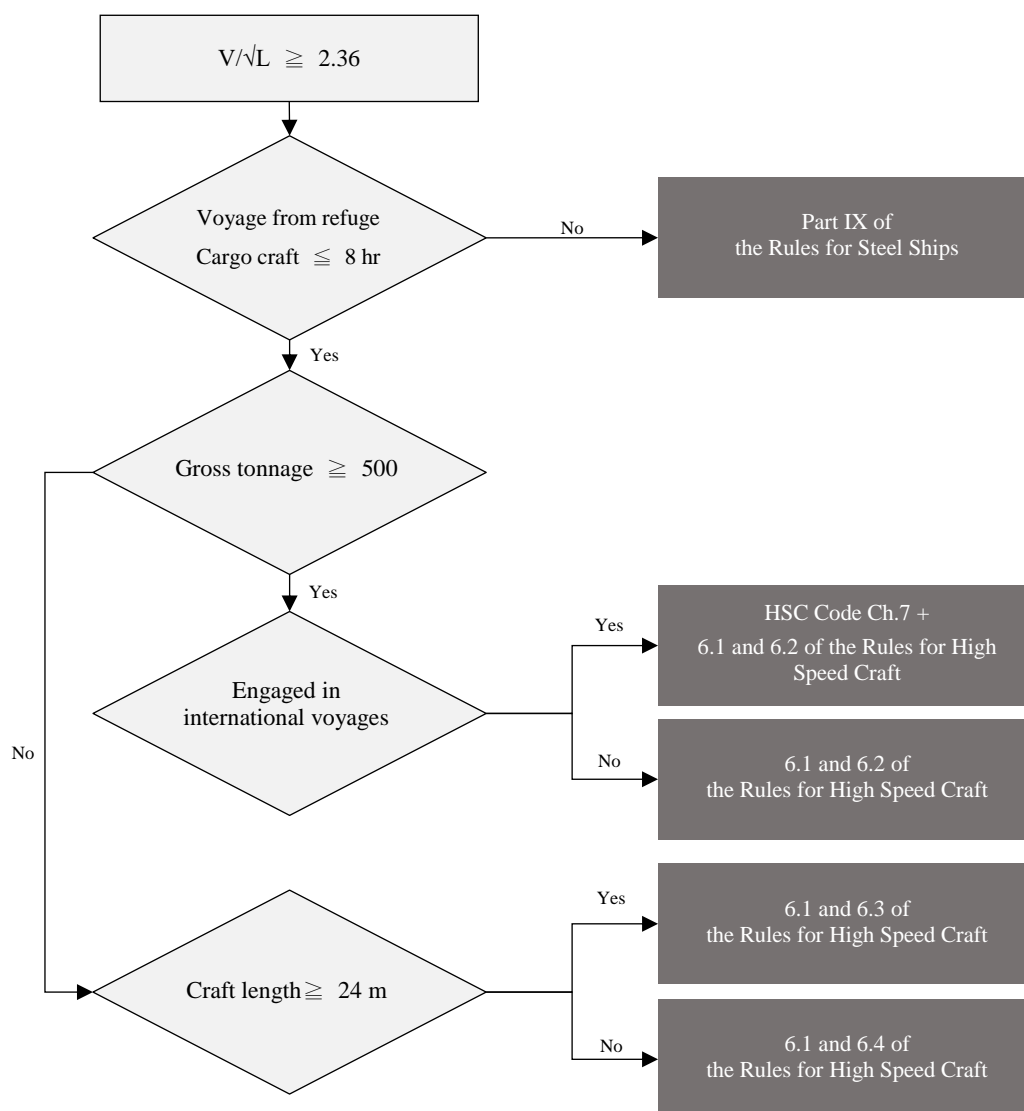 V/√L ≧ 2.36
Voyage from refuge
Cargo craft ≦ 8 hr
No
Part IX of
the Rules for Steel Ships
Yes
Gross tonnage ≧ 500
Yes
Engaged in
international voyages
Yes
HSC Code Ch.7 +
6.1 and 6.2 of the Rules for High
Speed Craft
No
6.1 and 6.2 of
the Rules for High Speed Craft
No
Craft length≧ 24 m
Yes
6.1 and 6.3 of
the Rules for High Speed Craft
No
6.1 and 6.4 of
the Rules for High Speed Craft